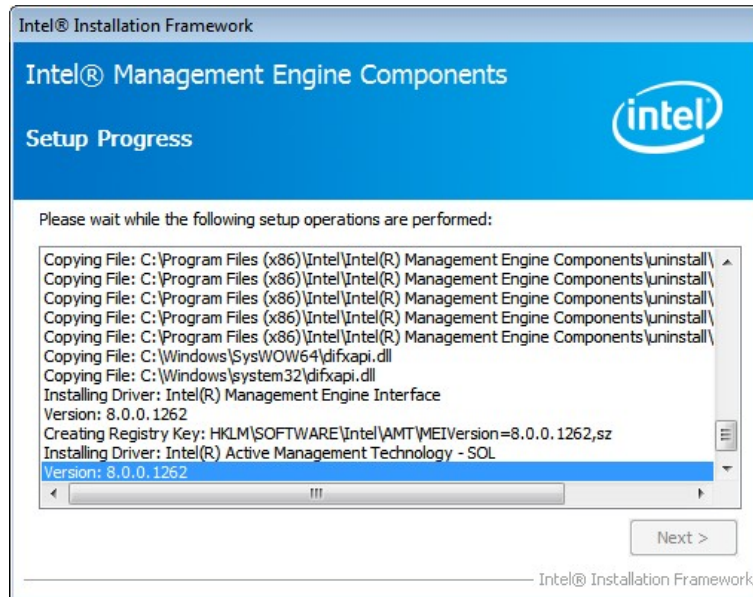 Intel® Installation Framework
Intel® Management Engine Components
intel
Setup Progress
Please wait while the following setup operations are performed:
Copying File: C:\Program Files (x86)\Intel\Intel(R) Management Engine Components\uninstall\
Copying File: C:\Program Files (x86)\Intel\Intel(R) Management Engine Components\uninstall\
Copying File: C:\Program Files (x86)\Intel\Intel(R) Management Engine Components\uninstall\
Copying File: C:\Program Files (x86)\Intel\Intel(R) Management Engine Components\uninstall\
Copying File: C:\Program Files (x86)\Intel\Intel(R) Management Engine Components\uninstall\
Copying File: C:\Windows\SysWOW64\difxapi.dll
Copying File: C:\Windows\system32\difxapi.dll
Installing Driver: Intel(R) Management Engine Interface
Version: 8.0.0.1262
Creating Registry Key: HKLM\SOFTWARE\Intel\AMT\MEIVersion=8.0.0.1262,sz
Installing Driver: Intel(R) Active Management Technology - SOL
Version: 8.0.0.1262
Next >
Intel® Installation Framework